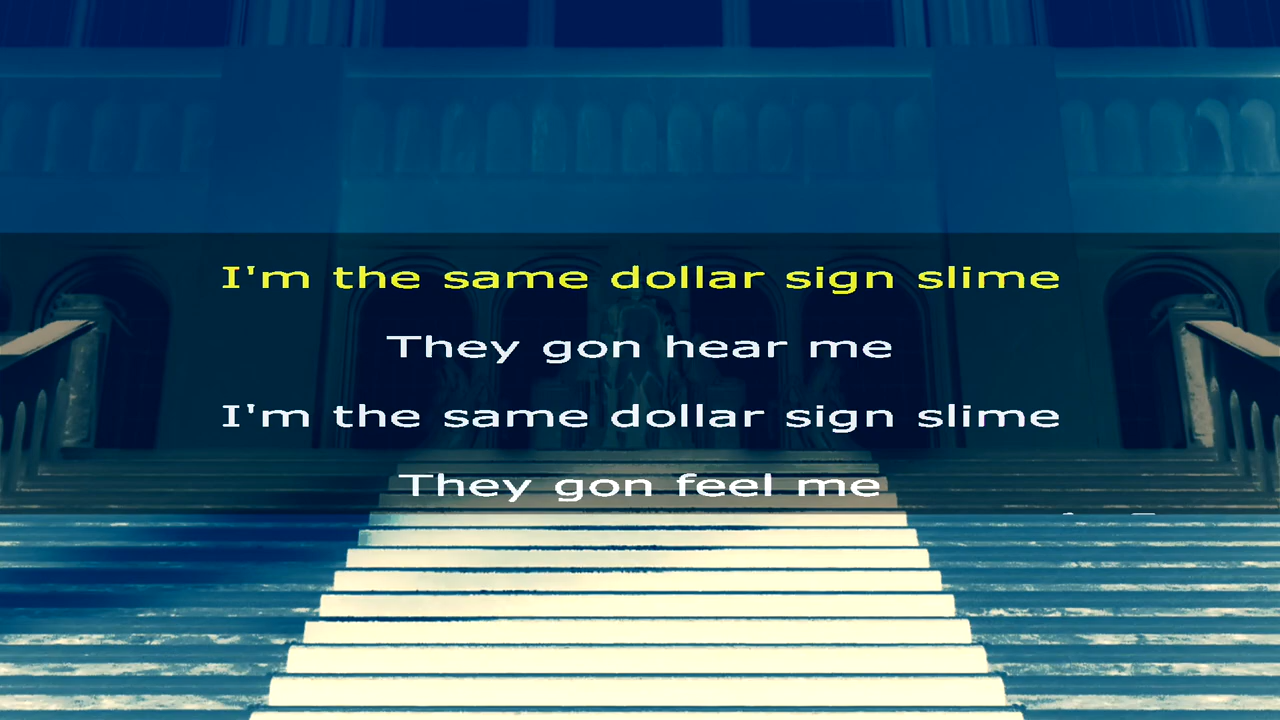 I'm the same dollar sign slime
They gon hear me
I'm the same dollar sign slime
They gon feel me